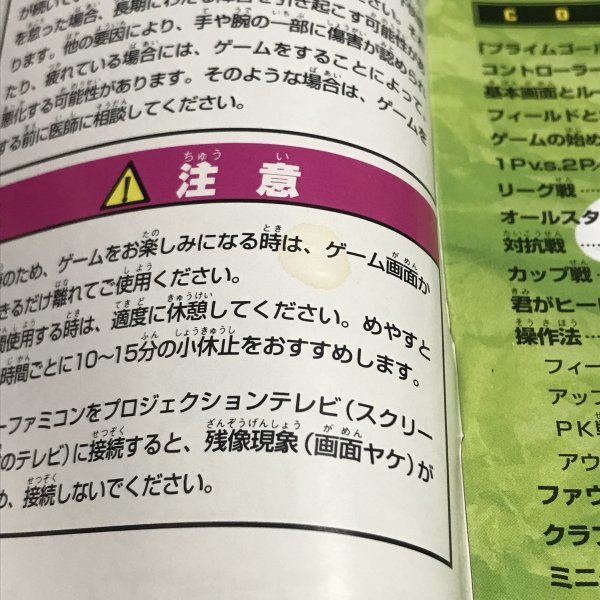 を怠った場合、長期にわたる障害を引き起こす可能性が
ります。他の要因により、手や腕の一部に傷害が認められ
たり、疲れている場合には、ゲームをすることによって
悪化する可能性があります。そのような場合は、ゲームを
する前に医師に相談してください。
注意
のため、ゲームをお楽しみになる時は、ゲーム画面か
きるだけ離れてご使用ください。
間使用する時は、適度に休憩してください。めやすと
時間ごとに10〜15分の小休止をおすすめします。
ーファミコンをプロジェクションテレビ(スクリー
のテレビ)に接続すると、残像現象(画面ヤケ)が
め、接続しないでください。
G O
『プライムゴー
コントローラー
基本画面とル
フィールドと
ゲームの始め
1Pv.s.2P/
リーグ戦
オールスタ
対抗戦
カップ戦
君がヒー
操作法
フィー
アップ
PK戦
アウ
ファウ
クラブ
ミニ